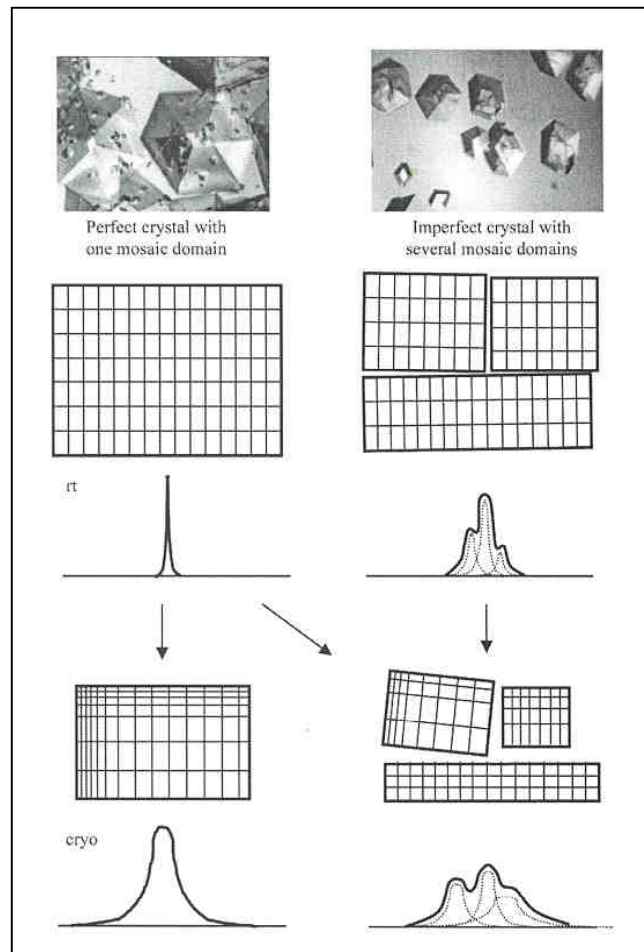 Perfect crystal with
one mosaic domain
Imperfect crystal with
several mosaic domains
rt
cryo